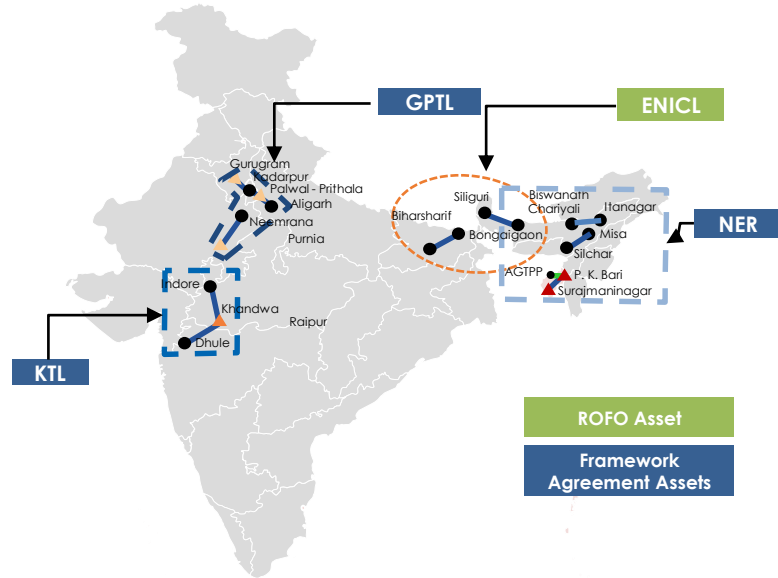 GPTL
ENICL
Gurugram
Kadarpur
Palwal - Prithala
Aligarh
Neemrana
Purnia
Siliguri
Biharsharif
Bongaigaon
Biswanath
Chariyali
Itanagar
Misa
Silchar
NER
AGTPP
P. K. Bari
Surajmaninagar
Indore
Khandwa
Raipur
Dhule
KTL
ROFO Asset
Framework
Agreement Assets